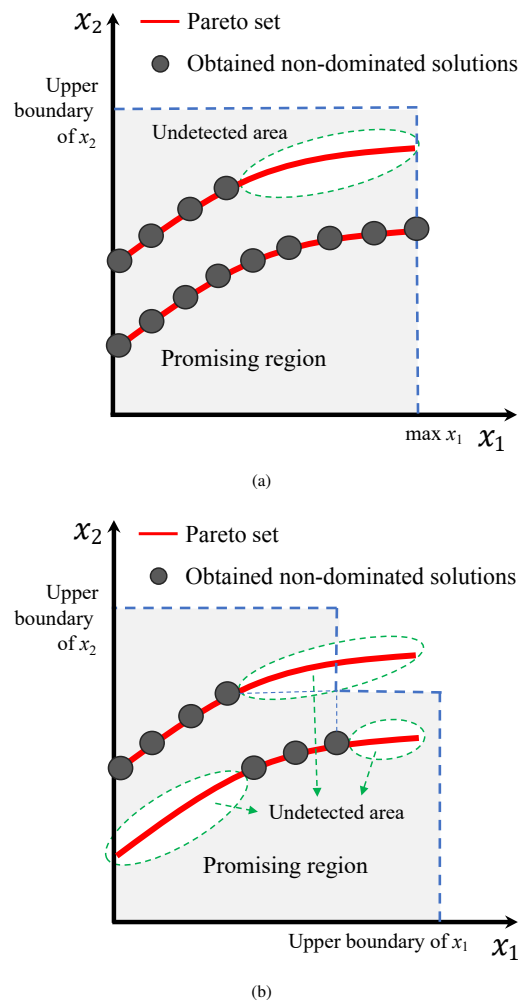 x₂
Pareto set
Obtained non-dominated solutions
Upper
boundary
of x₂
Undetected area
Promising region
max x₁
x₁
(a)
x₂
Pareto set
Obtained non-dominated solutions
Upper
boundary
of x₂
Undetected area
Promising region
Upper boundary of x₁
x₁
(b)